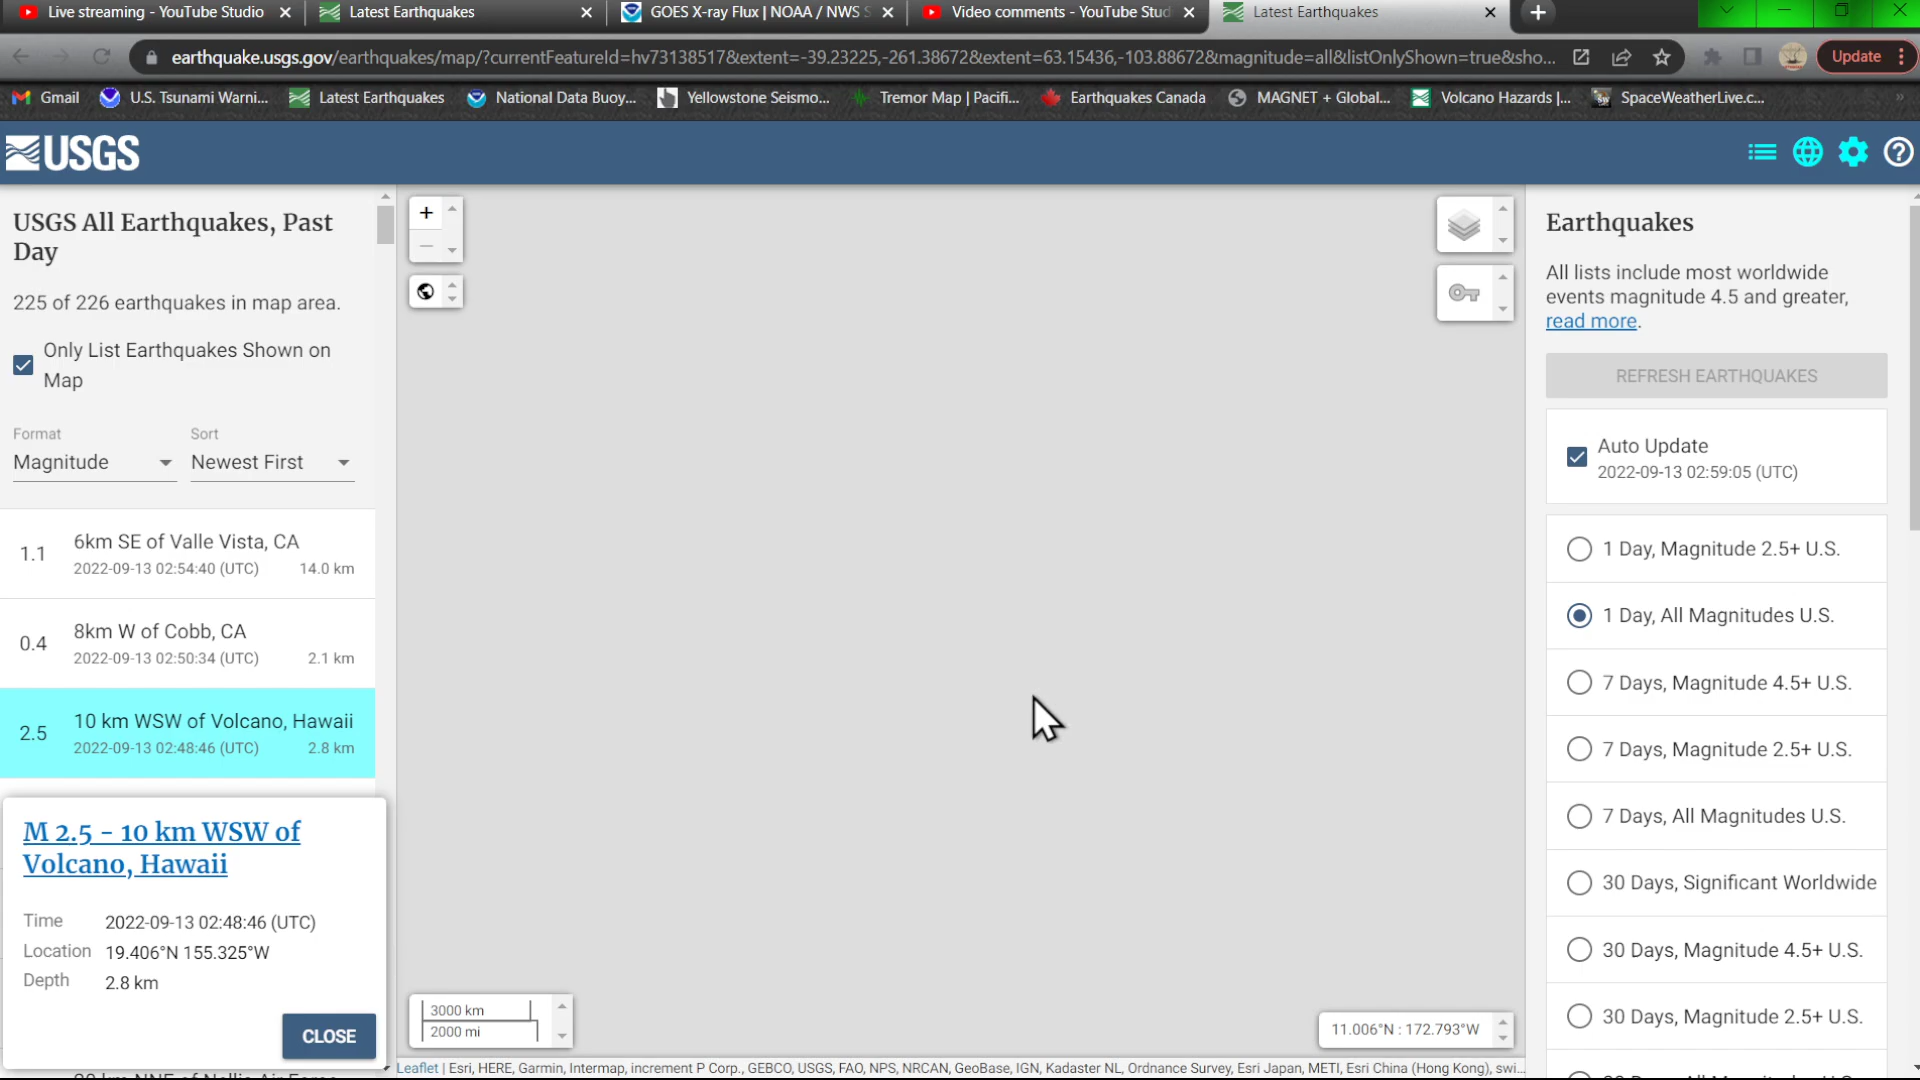 Live streaming - YouTube Studio
Latest Earthquakes
GOES X-ray Flux | NOAA / NWS S
Video comments - YouTube Stud
Latest Earthquakes
earthquake.usgs.gov/earthquakes/map/?currentFeatureId=hv73138517&extent=-39.23225,-261.38672&extent=63.15436,-103.88672&magnitude=all&listOnlyShown=true&sho...
Update
Gmail
U.S. Tsunami Warni...
Latest Earthquakes
National Data Buoy...
Yellowstone Seismo...
Tremor Map | Pacifi...
Earthquakes Canada
MAGNET + Global...
Volcano Hazards |...
SpaceWeatherLive.c...
USGS
USGS All Earthquakes, Past
Day
225 of 226 earthquakes in map area.
Only List Earthquakes Shown on
Map
Format
Sort
Magnitude
Newest First
1.1
6km SE of Valle Vista, CA
2022-09-13 02:54:40 (UTC) 14.0 km
0.4
8km W of Cobb, CA
2022-09-13 02:50:34 (UTC) 2.1 km
2.5
10 km WSW of Volcano, Hawaii
2022-09-13 02:48:46 (UTC) 2.8 km
M 2.5 - 10 km WSW of
Volcano, Hawaii
Time 2022-09-13 02:48:46 (UTC)
Location 19.406°N 155.325°W
Depth 2.8 km
CLOSE
3000 km
2000 mi
11.006°N : 172.793°W
Leaflet | Esri, HERE, Garmin, Intermap, increment P Corp., GEBCO, USGS, FAO, NPS, NRCAN, GeoBase, IGN, Kadaster NL, Ordnance Survey, Esri Japan, METI, Esri China (Hong Kong), swi...
Earthquakes
All lists include most worldwide
events magnitude 4.5 and greater,
read more.
REFRESH EARTHQUAKES
Auto Update
2022-09-13 02:59:05 (UTC)
1 Day, Magnitude 2.5+ U.S.
1 Day, All Magnitudes U.S.
7 Days, Magnitude 4.5+ U.S.
7 Days, Magnitude 2.5+ U.S.
7 Days, All Magnitudes U.S.
30 Days, Significant Worldwide
30 Days, Magnitude 4.5+ U.S.
30 Days, Magnitude 2.5+ U.S.